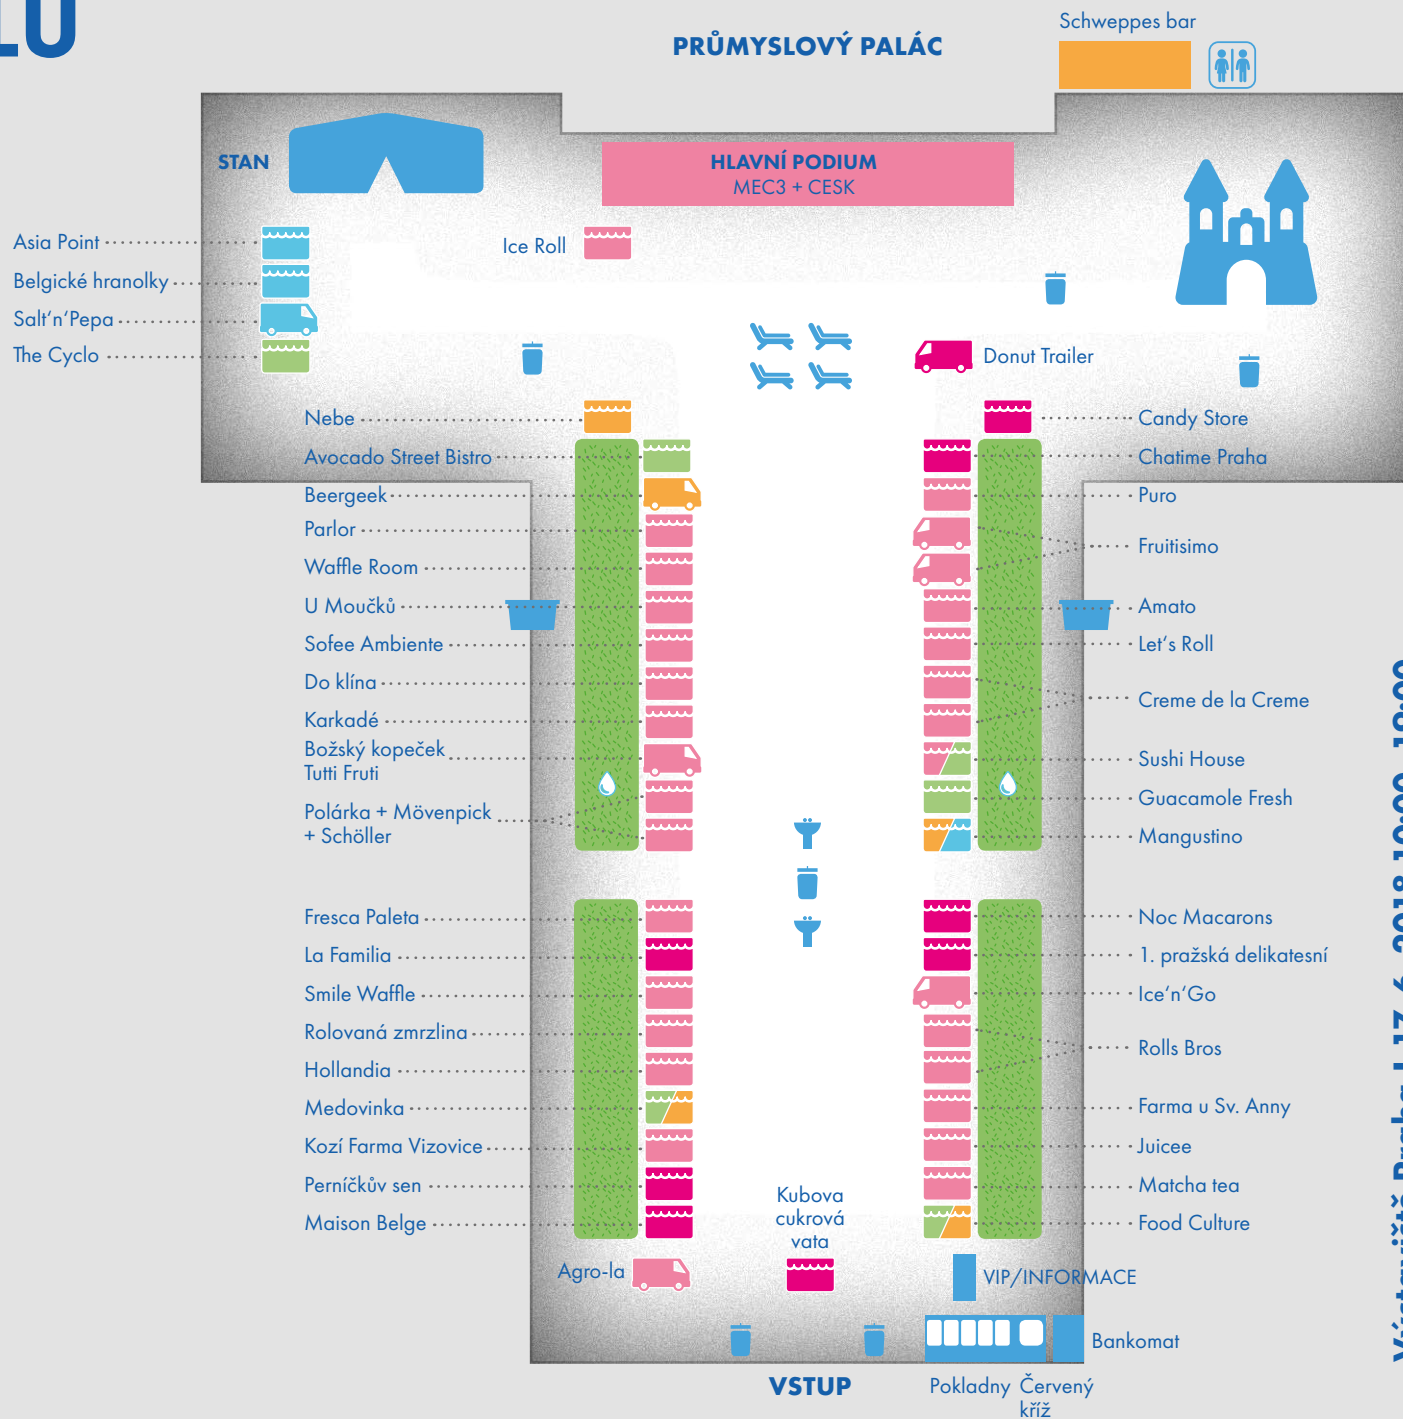 LU
Schweppes bar
PRŮMYSLOVÝ PALÁC
STAN
HLAVNÍ PODIUM
MEC3 + CESK
Asia Point
Belgické hranolky
Salt‘n‘Pepa
The Cyclo
Ice Roll
Donut Trailer
Nebe
Avocado Street Bistro
Beergeek
Parlor
Waffle Room
U Moučků
Sofee Ambiente
Do klína
Karkadé
Božský kopeček
Tutti Fruti
Polárka + Mövenpick
+ Schöller
Fresca Paleta
La Familia
Smile Waffle
Rolovaná zmrzlina
Hollandia
Medovinka
Kozí Farma Vizovice
Perníčkův sen
Maison Belge
Agro-la
Kubova
cukrová
vata
Candy Store
Chatime Praha
Puro
Fruitisimo
Amato
Let‘s Roll
Creme de la Creme
Sushi House
Guacamole Fresh
Mangustino
Noc Macarons
1. pražská delikatesní
Ice‘n‘Go
Rolls Bros
Farma u Sv. Anny
Juicee
Matcha tea
Food Culture
VIP/INFORMACE
Bankomat
VSTUP
Pokladny
Červený
kříž